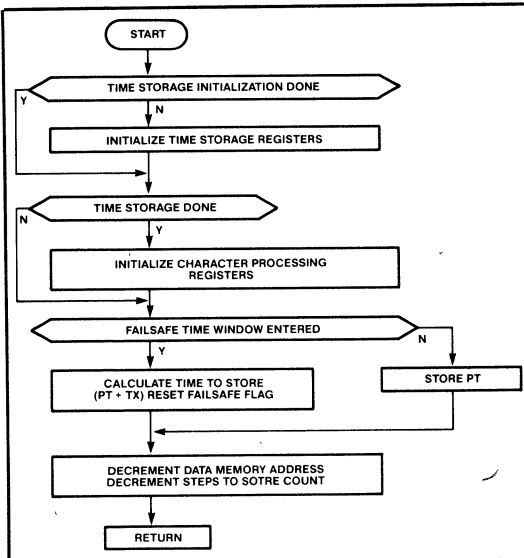 START
TIME STORAGE INITIALIZATION DONE
Y
N
INITIALIZE TIME STORAGE REGISTERS
TIME STORAGE DONE
N
Y
INITIALIZE CHARACTER PROCESSING
REGISTERS
FAILSAFE TIME WINDOW ENTERED
Y
N
CALCULATE TIME TO STORE
(PT + TX) RESET FAILSAFE FLAG
STORE PT
DECREMENT DATA MEMORY ADDRESS
DECREMENT STEPS TO SOTRE COUNT
RETURN